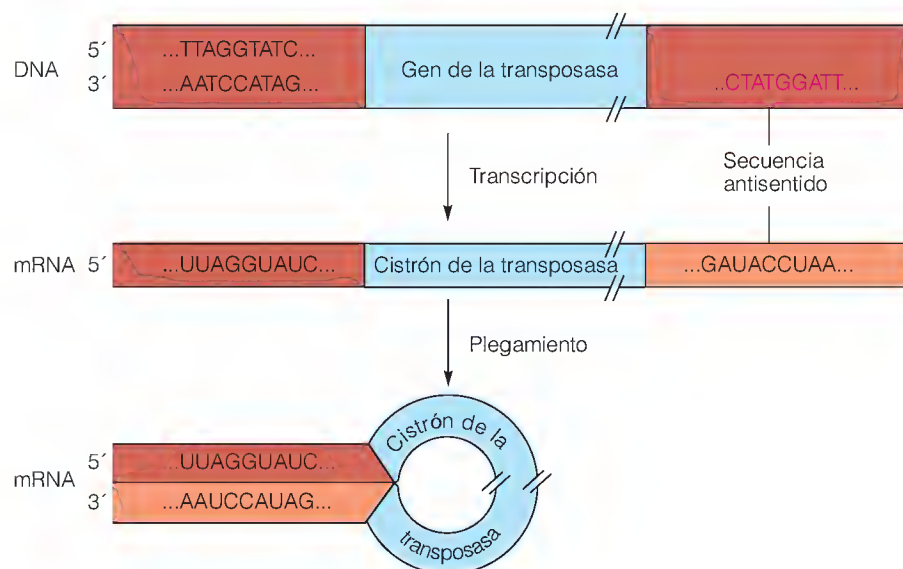 DNA
5´ ...TTAGGTATC...
3´ ...AATCCATAG...
Gen de la transposasa
..CTATGGATT...
Transcripción
Secuencia
antisentido
mRNA 5´ ...UUAGGUAUC...
Cistrón de la transposasa
...GAUACCUAA...
Plegamiento
mRNA
5´ ...UUAGGUAUC...
3´ ...AAUCCAUAG...
Cistrón de la
transposasa